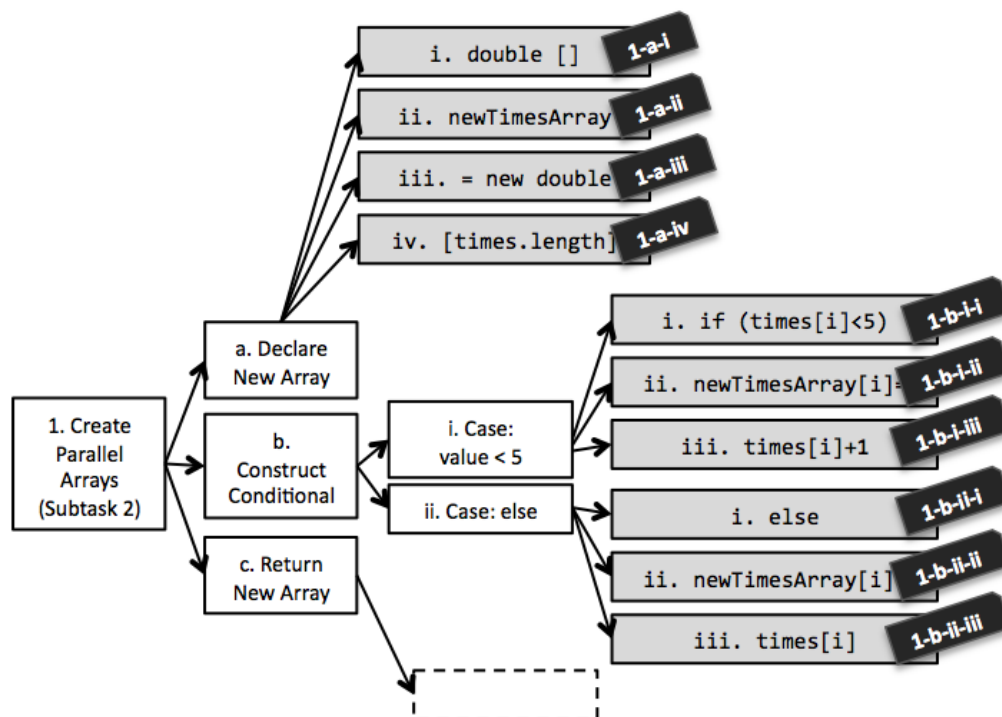 i. double []
1-a-i
ii. newTimesArray
1-a-ii
iii. = new double
1-a-iii
iv. [times.length]
1-a-iv
a. Declare
New Array
1. Create
Parallel
Arrays
(Subtask 2)
b.
Construct
Conditional
c. Return
New Array
i. Case:
value < 5
ii. Case: else
i. if (times[i]<5)
1-b-i-i
ii. newTimesArray[i]=
1-b-i-ii
iii. times[i]+1
1-b-i-iii
i. else
1-b-ii-i
ii. newTimesArray[i]
1-b-ii-ii
iii. times[i]
1-b-ii-iii